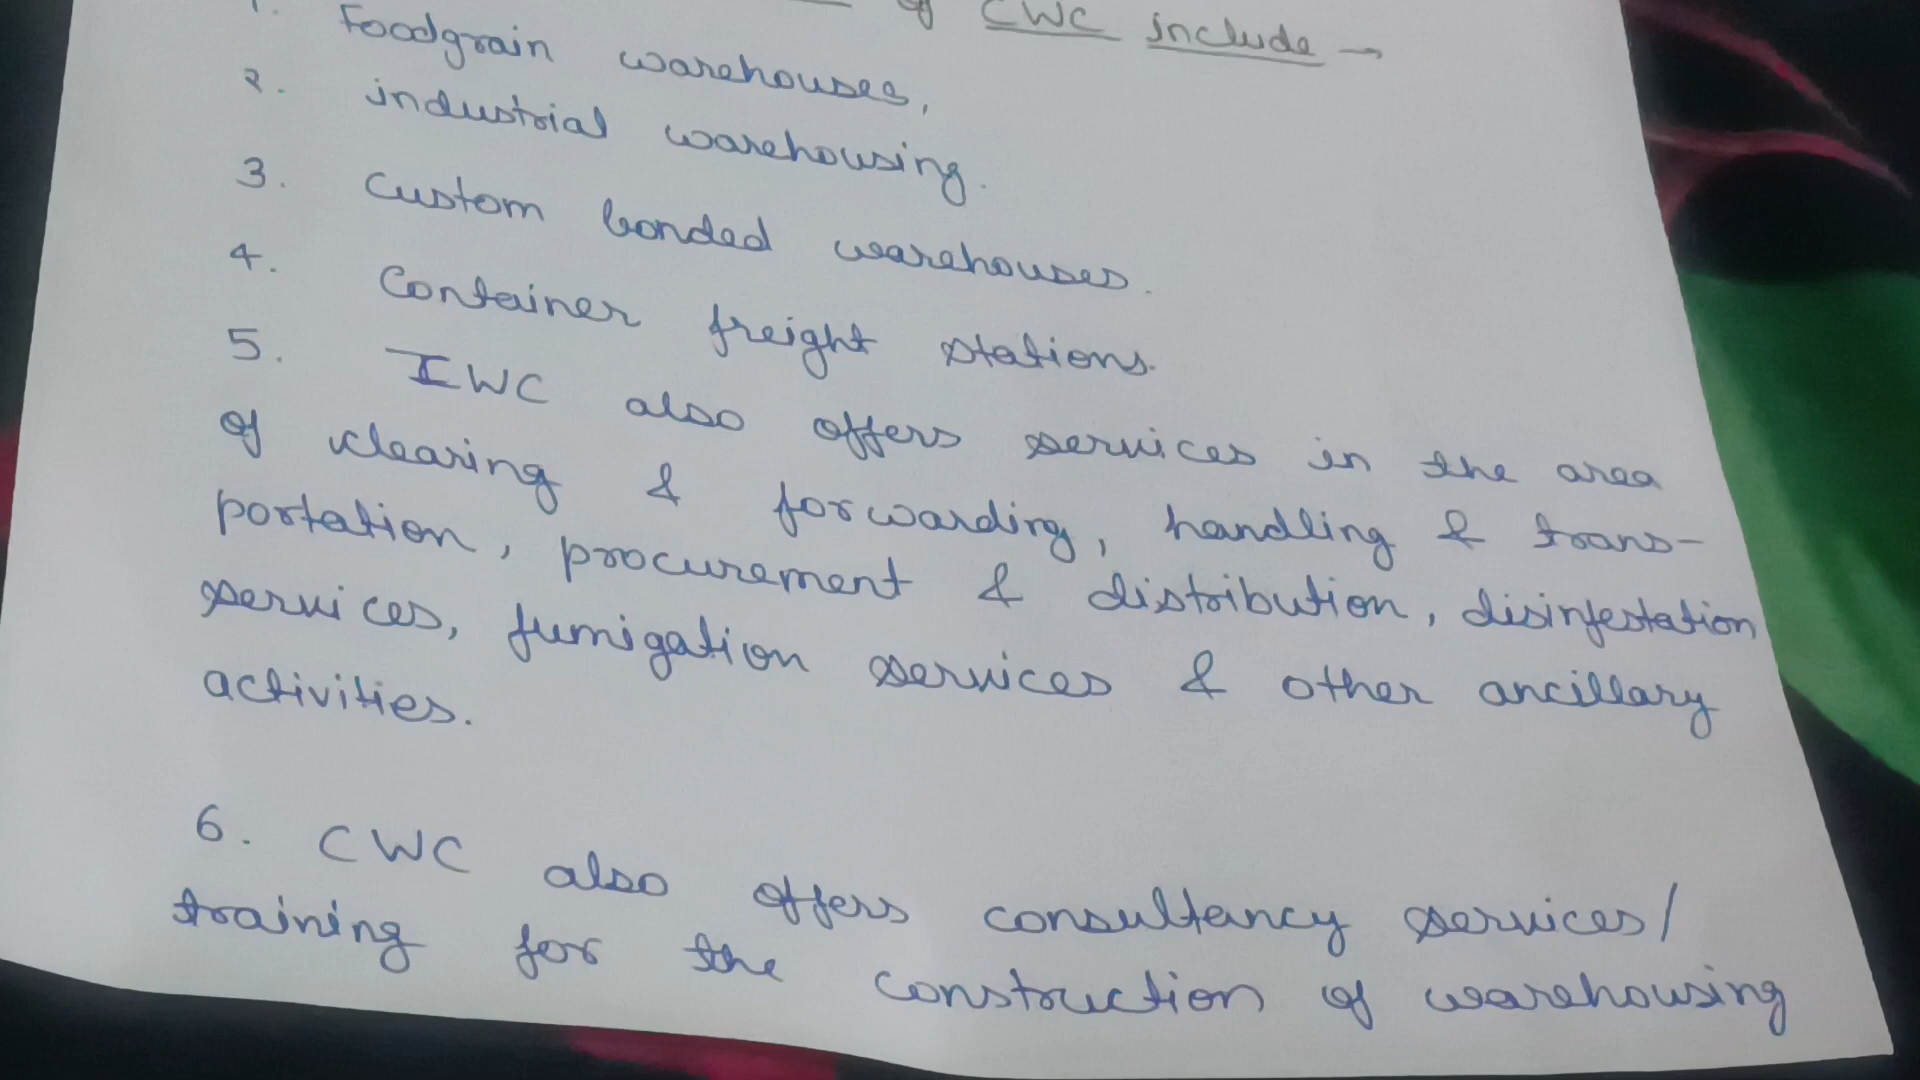 of CWC include →
1. Foodgrain warehouses,
2. industrial warehousing.
3. Custom bonded warehouses.
4. Container freight stations.
5. IWC also offers services in the area
of clearing & forwarding, handling & trans-
portation, procurement & distribution, disinfestation
services, fumigation services & other ancillary
activities.
6. CWC also offers consultancy services/
training for the construction of warehousing